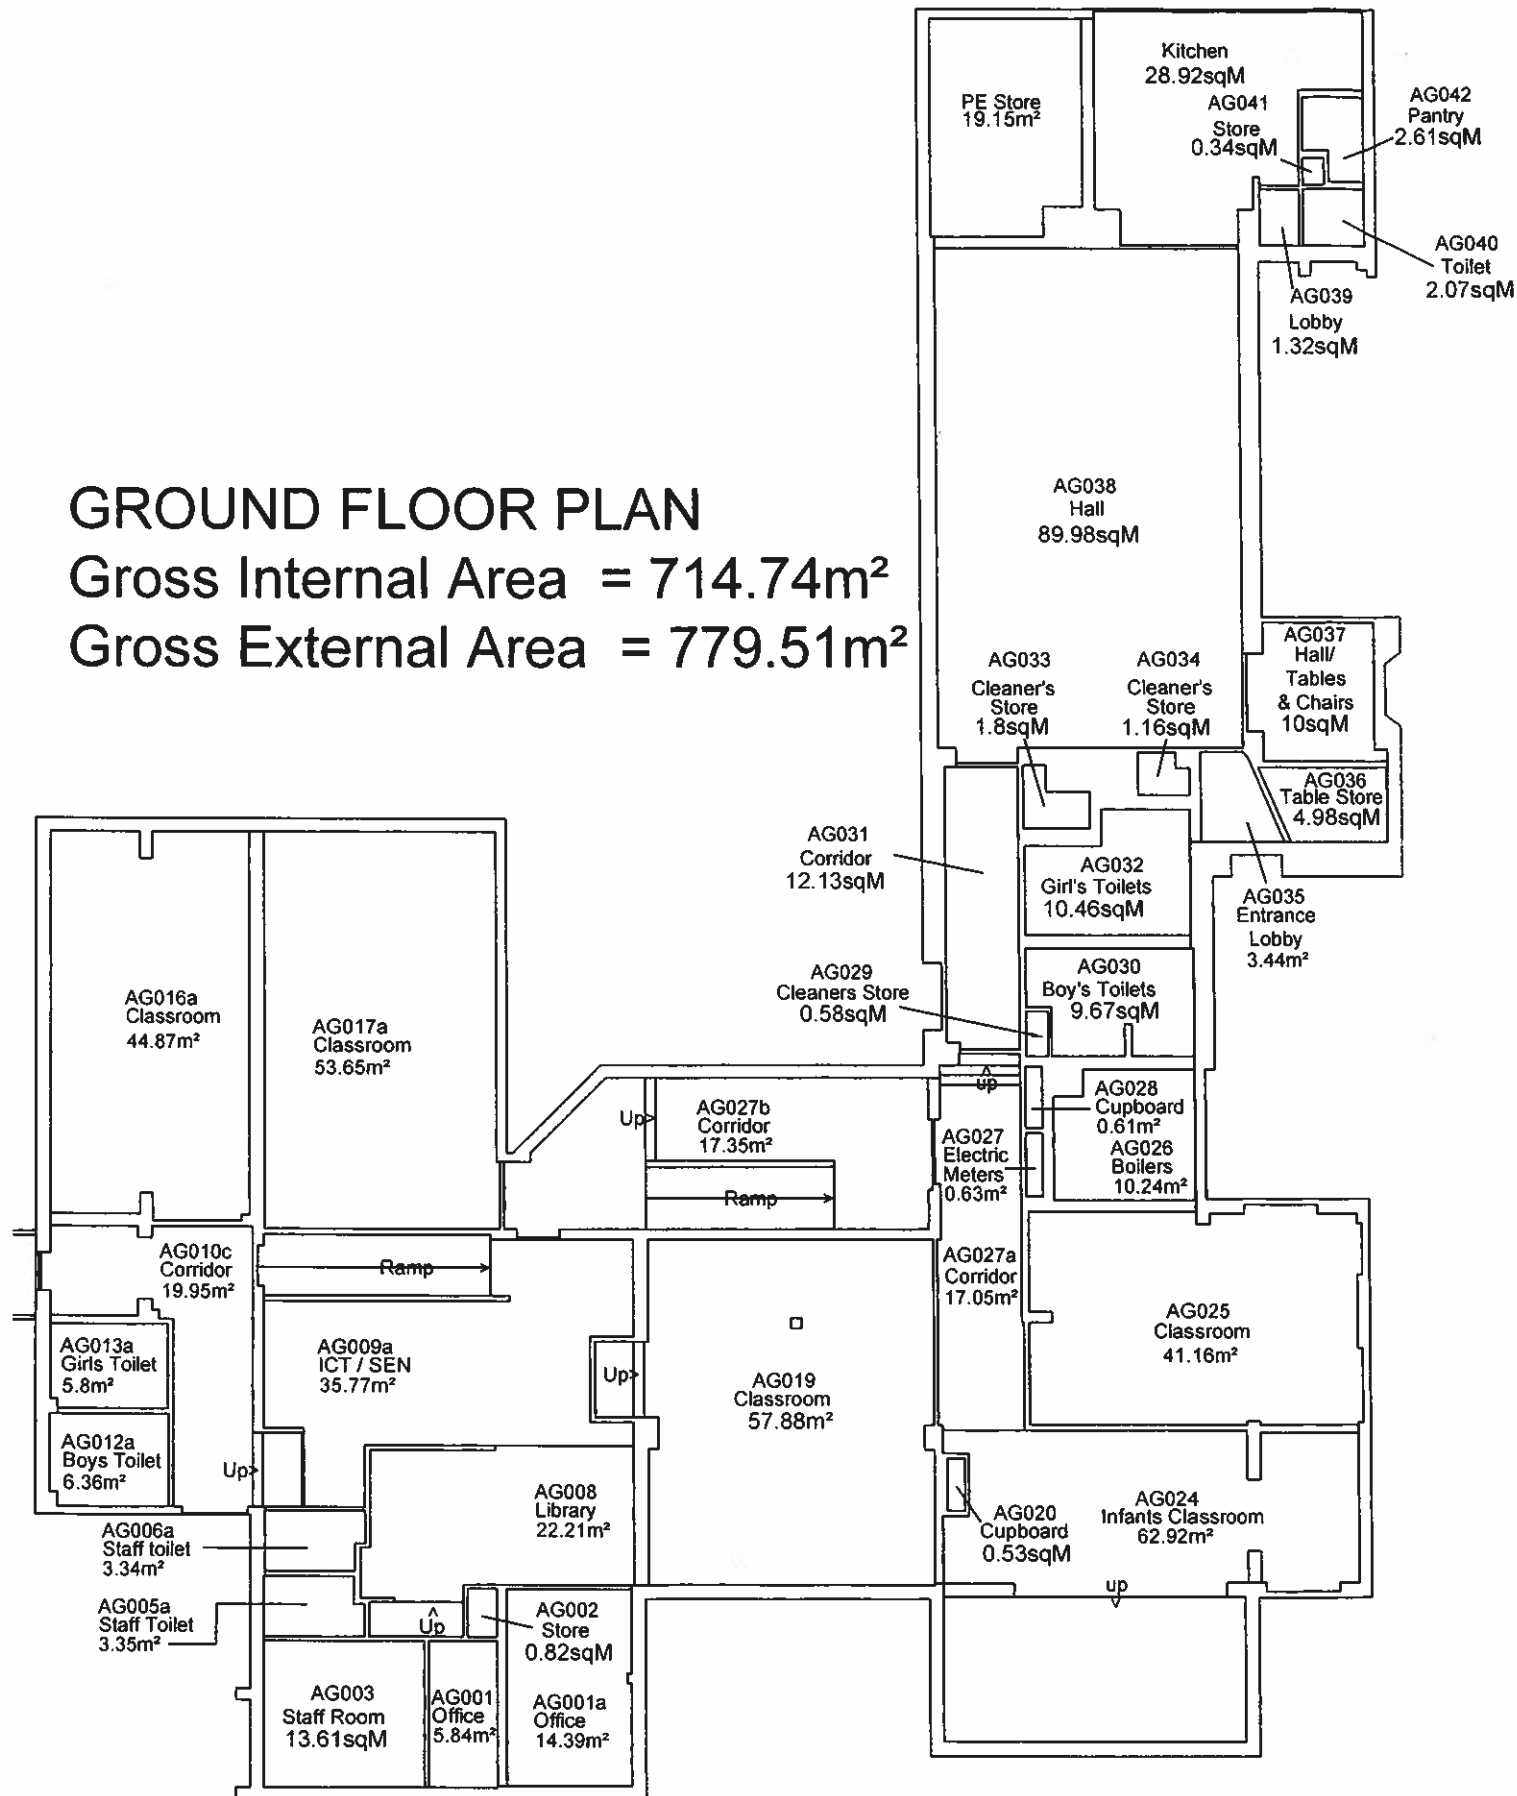 Kitchen
28.92sqM
PE Store
19.15m²
AG041
Store
0.34sqM
AG042
Pantry
2.61sqM
AG040
Toilet
2.07sqM
AG039
Lobby
1.32sqM
GROUND FLOOR PLAN
Gross Internal Area = 714.74m²
Gross External Area = 779.51m²
AG038
Hall
89.98sqM
AG033
Cleaner's
Store
1.8sqM
AG034
Cleaner's
Store
1.16sqM
AG037
Hall/
Tables
& Chairs
10sqM
AG036
Table Store
4.98sqM
AG031
Corridor
12.13sqM
AG032
Girl's Toilets
10.46sqM
AG035
Entrance
Lobby
3.44m²
AG029
Cleaners Store
0.58sqM
AG030
Boy's Toilets
9.67sqM
AG016a
Classroom
44.87m²
AG017a
Classroom
53.65m²
up
Up
AG027b
Corridor
17.35m²
Ramp
AG027
Electric
Meters
0.63m²
AG028
Cupboard
0.61m²
AG026
Boilers
10.24m²
AG010c
Corridor
19.95m²
Ramp
AG027a
Corridor
17.05m²
AG025
Classroom
41.16m²
AG013a
Girls Toilet
5.8m²
AG009a
ICT / SEN
35.77m²
Up
AG019
Classroom
57.88m²
AG012a
Boys Toilet
6.36m²
Up
AG008
Library
22.21m²
AG020
Cupboard
0.53sqM
AG024
Infants Classroom
62.92m²
up
AG006a
Staff toilet
3.34m²
AG005a
Staff Toilet
3.35m²
Up
AG002
Store
0.82sqM
AG003
Staff Room
13.61sqM
AG001
Office
5.84m²
AG001a
Office
14.39m²